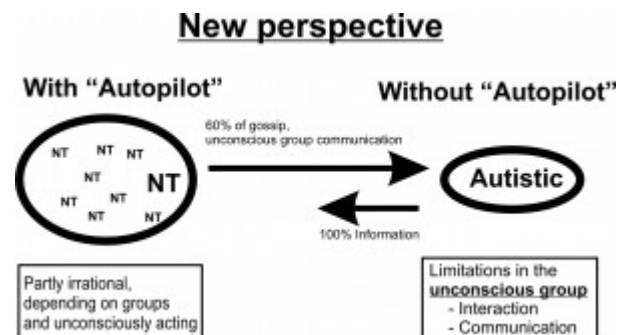 New perspective
With “Autopilot”
Without “Autopilot”
60% of gossip,
unconscious group communication
NT
NT
NT
NT
NT
NT
NT
NT
NT
Autistic
100% Information
Partly irrational,
depending on groups
and unconsciously acting
Limitations in the
unconscious group
- Interaction
- Communication